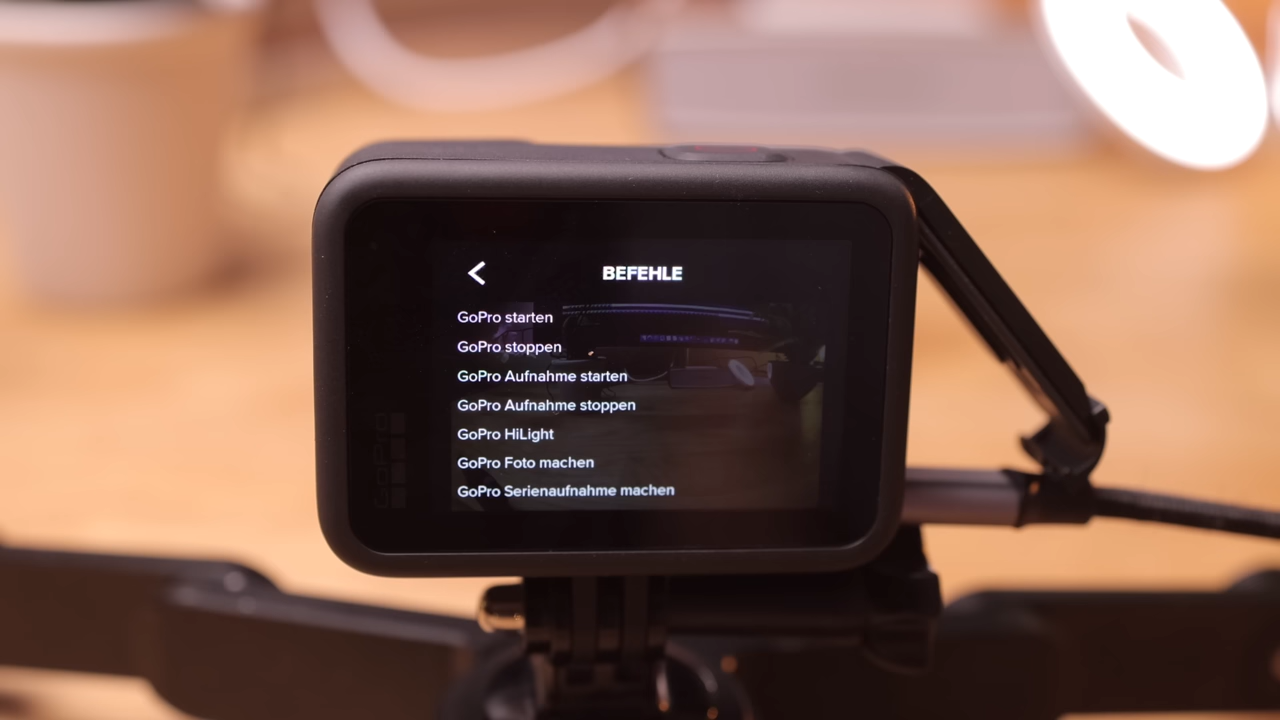 BEFEHLE
GoPro starten
GoPro stoppen
GoPro Aufnahme starten
GoPro Aufnahme stoppen
GoPro HiLight
GoPro Foto machen
GoPro Serienaufnahme machen
GoPro